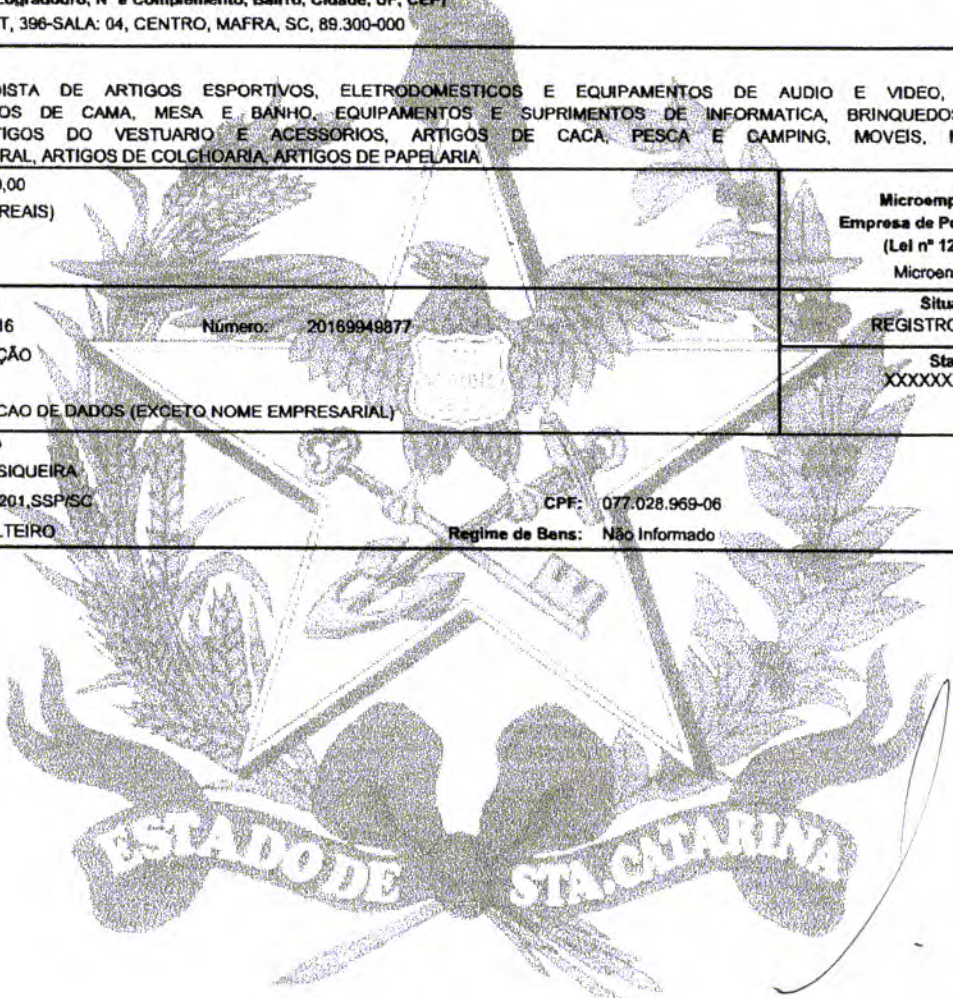 Logradouro, Nº e Complemento, Bairro, Cidade, UF, CEP)
T, 396-SALA: 04, CENTRO, MAFRA, SC, 89.300-000
DISTA DE ARTIGOS ESPORTIVOS, ELETRODOMESTICOS E EQUIPAMENTOS DE AUDIO E VIDEO,
OS DE CAMA, MESA E BANHO, EQUIPAMENTOS E SUPRIMENTOS DE INFORMATICA, BRINQUEDOS
TIGOS DO VESTUARIO E ACESSORIOS, ARTIGOS DE CACA, PESCA E CAMPING, MOVEIS,
RAL, ARTIGOS DE COLCHOARIA, ARTIGOS DE PAPELARIA
0,00
REAIS)
Microemp
Empresa de Pe
(Lei nº 12
Microen
16 Número: 20169949877
ÇÃO
CAO DE DADOS (EXCETO NOME EMPRESARIAL)
Situa
REGISTRO
Sta
XXXXXX
SIQUEIRA
201,SSP/SC CPF: 077.028.969-06
LTEIRO Regime de Bens: Não Informado
ESTADO DE STA. CATARINA